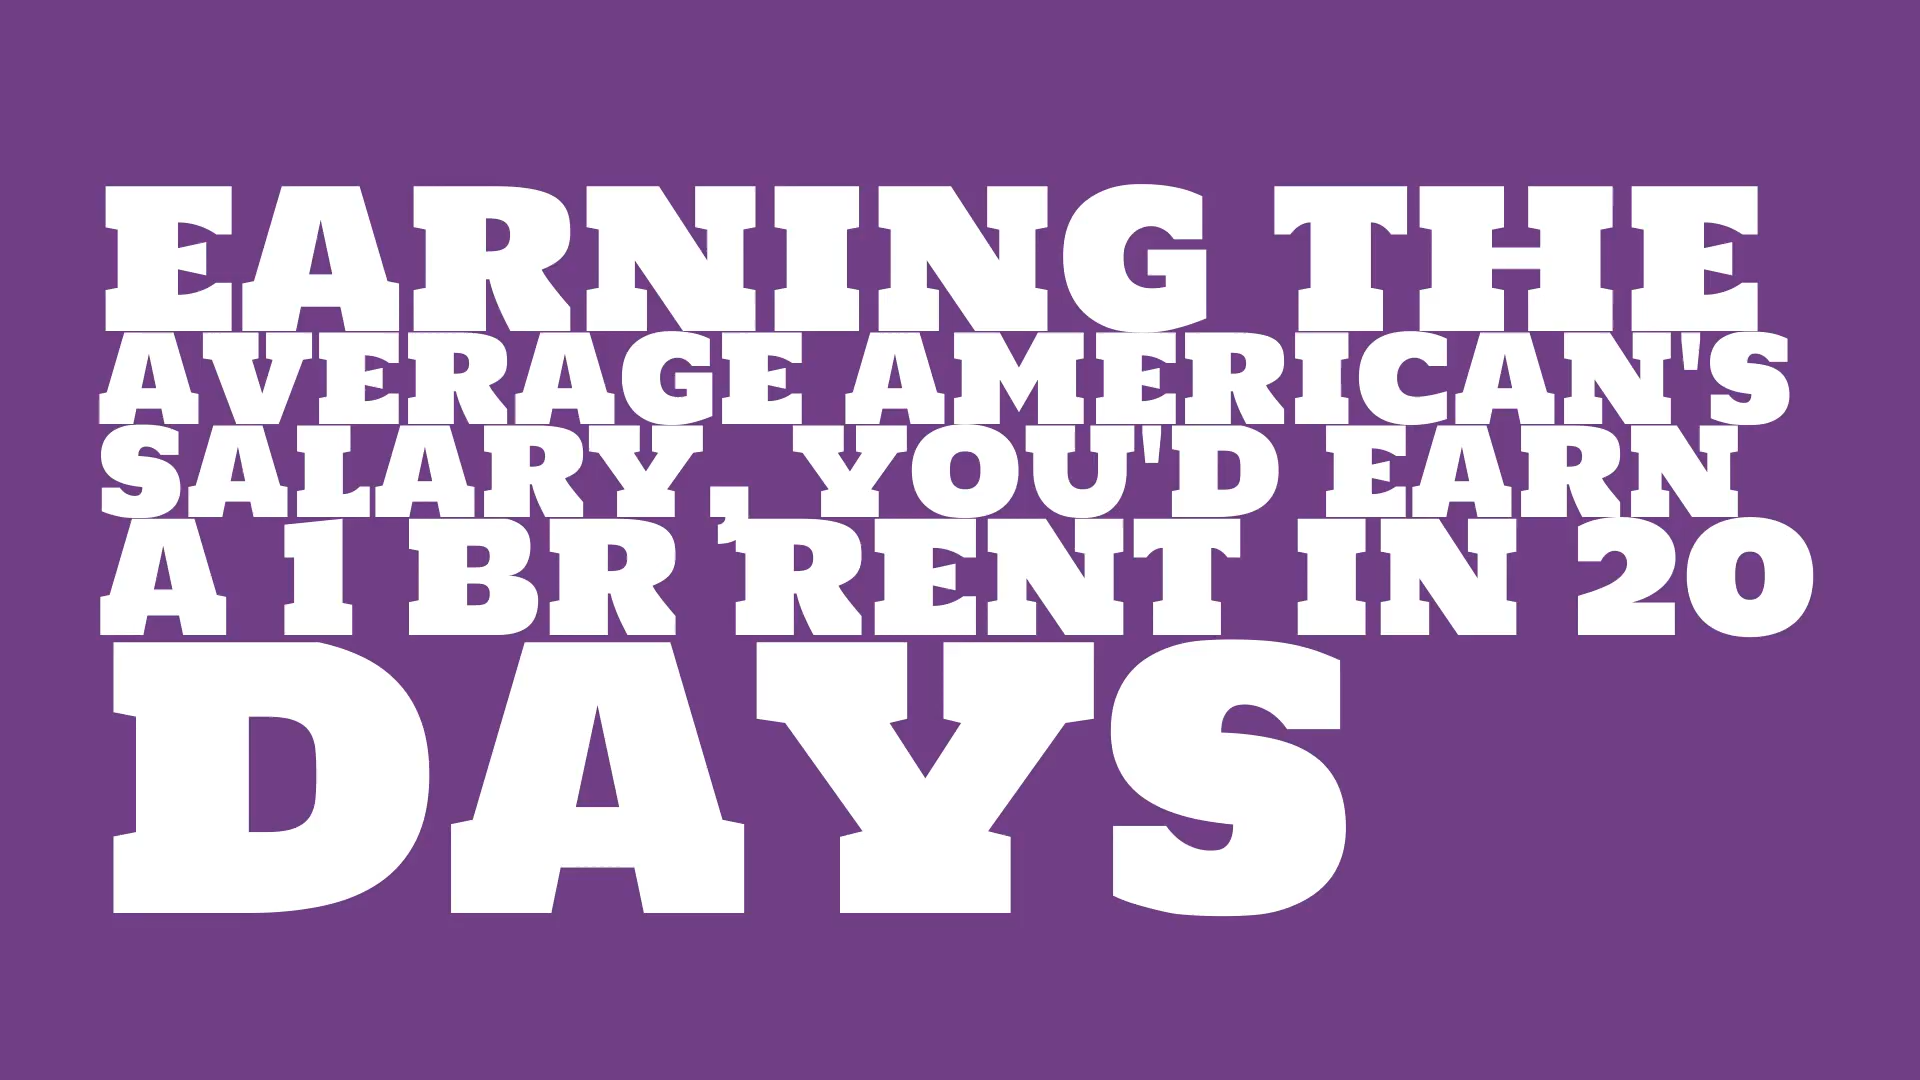 EARNING THE
AVERAGE AMERICAN'S
SALARY, YOU'D EARN
A 1 BR RENT IN 20
DAYS